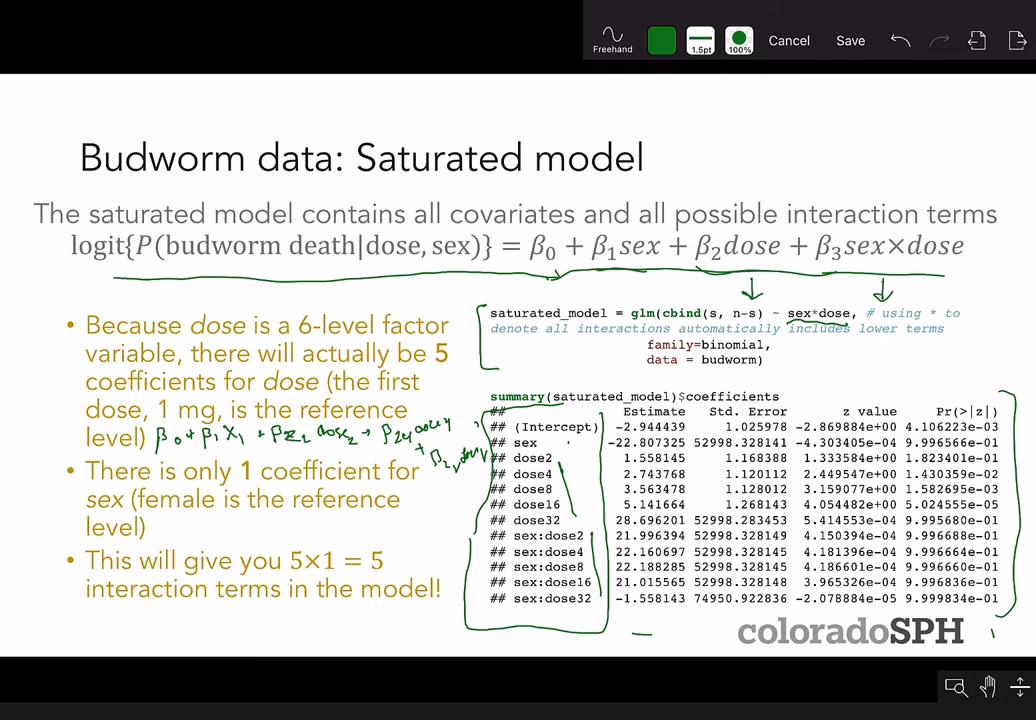 Freehand
1.5pt
100%
Cancel
Save
Budworm data: Saturated model
The saturated model contains all covariates and all possible interaction terms
logit{P(budworm death|dose, sex)} = β₀ + β₁sex + β₂dose + β₃sex×dose
• Because dose is a 6-level factor
variable, there will actually be 5
coefficients for dose (the first
dose, 1 mg, is the reference
level)
• There is only 1 coefficient for
sex (female is the reference
level)
• This will give you 5×1 = 5
interaction terms in the model!
saturated_model = glm(cbind(s, n-s) ~ sex*dose, # using * to
denote all interactions automatically includes lower terms
family=binomial,
data = budworm)
summary(saturated_model)$coefficients
## Estimate Std. Error z value Pr(>|z|)
## (Intercept) -2.944439 1.025978 -2.869884e+00 4.106223e-03
## sex -22.807325 52998.328141 -4.303405e-04 9.996566e-01
## dose2 1.558145 1.168388 1.333584e+00 1.823401e-01
## dose4 2.743768 1.120112 2.449547e+00 1.430359e-02
## dose8 3.563478 1.128012 3.159077e+00 1.582695e-03
## dose16 5.141664 1.268143 4.054482e+00 5.024555e-05
## dose32 28.696201 52998.283453 5.414553e-04 9.995680e-01
## sex:dose2 21.996394 52998.328149 4.150394e-04 9.996688e-01
## sex:dose4 22.160697 52998.328145 4.181396e-04 9.996664e-01
## sex:dose8 22.188285 52998.328145 4.186601e-04 9.996660e-01
## sex:dose16 21.015565 52998.328148 3.965326e-04 9.996836e-01
## sex:dose32 -1.558143 74950.922836 -2.078884e-05 9.999834e-01
coloradoSPH